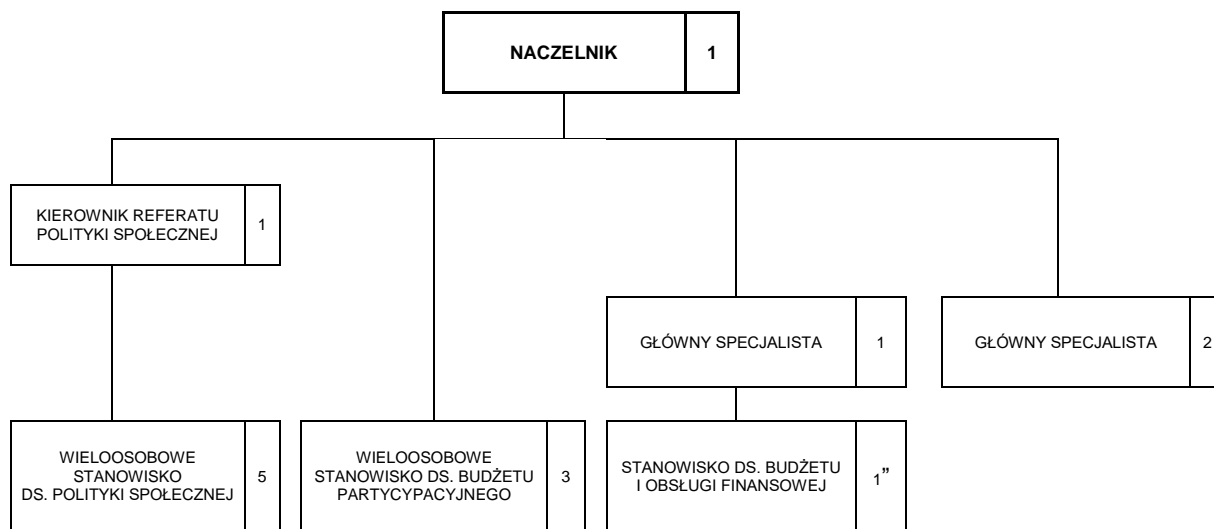 NACZELNIK 1
KIEROWNIK REFERATU
POLITYKI SPOŁECZNEJ
1
GŁÓWNY SPECJALISTA 1
GŁÓWNY SPECJALISTA 2
WIELOOSOBOWE
STANOWISKO
DS. POLITYKI SPOŁECZNEJ
5
WIELOOSOBOWE
STANOWISKO DS. BUDŻETU
PARTYCYPACYJNEGO
3
STANOWISKO DS. BUDŻETU
I OBSŁUGI FINANSOWEJ
1”